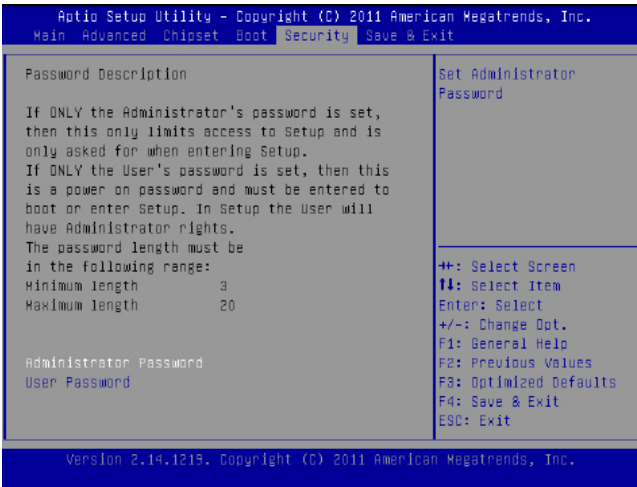 Aptio Setup Utility - Copyright (C) 2011 American Megatrends, Inc.
Main Advanced Chipset Boot Security Save & Exit
Password Description
If ONLY the Administrator's password is set,
then this only limits access to Setup and is
only asked for when entering Setup.
If ONLY the User's password is set, then this
is a power on password and must be entered to
boot or enter Setup. In Setup the User will
have Administrator rights.
The password length must be
in the following range:
Minimum length 3
Maximum length 20
Administrator Password
User Password
Set Administrator
Password
→←: Select Screen
↑↓: Select Item
Enter: Select
+/-: Change Opt.
F1: General Help
F2: Previous Values
F3: Optimized Defaults
F4: Save & Exit
ESC: Exit
Version 2.14.1219. Copyright (C) 2011 American Megatrends, Inc.